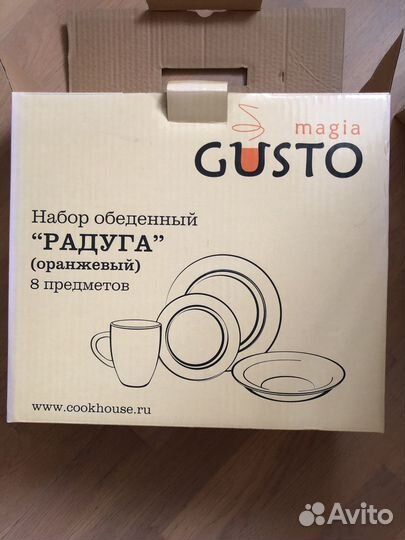 magia
GUSTO
Набор обеденный
“РАДУГА”
(оранжевый)
8 предметов
www.cookhouse.ru
Avito